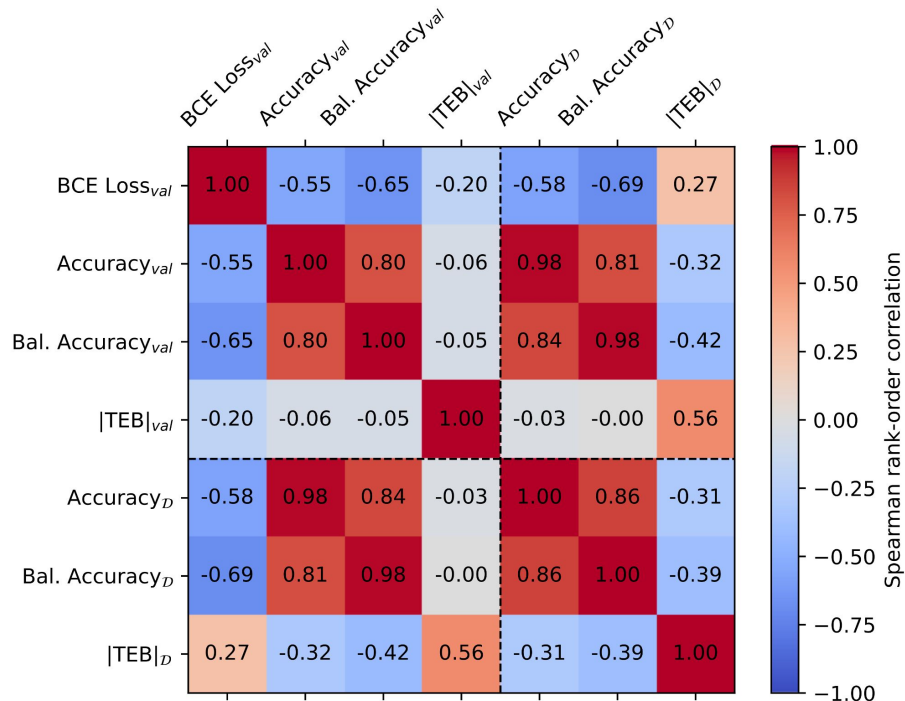 BCE Loss_val Accuracy_val Bal. Accuracy_val |TEB|_val Accuracy_𝒟 Bal. Accuracy_𝒟 |TEB|_𝒟
BCE Loss_val 1.00 -0.55 -0.65 -0.20 -0.58 -0.69 0.27
Accuracy_val -0.55 1.00 0.80 -0.06 0.98 0.81 -0.32
Bal. Accuracy_val -0.65 0.80 1.00 -0.05 0.84 0.98 -0.42
|TEB|_val -0.20 -0.06 -0.05 1.00 -0.03 -0.00 0.56
Accuracy_𝒟 -0.58 0.98 0.84 -0.03 1.00 0.86 -0.31
Bal. Accuracy_𝒟 -0.69 0.81 0.98 -0.00 0.86 1.00 -0.39
|TEB|_𝒟 0.27 -0.32 -0.42 0.56 -0.31 -0.39 1.00
1.00
0.75
0.50
0.25
0.00
−0.25
−0.50
−0.75
−1.00
Spearman rank-order correlation